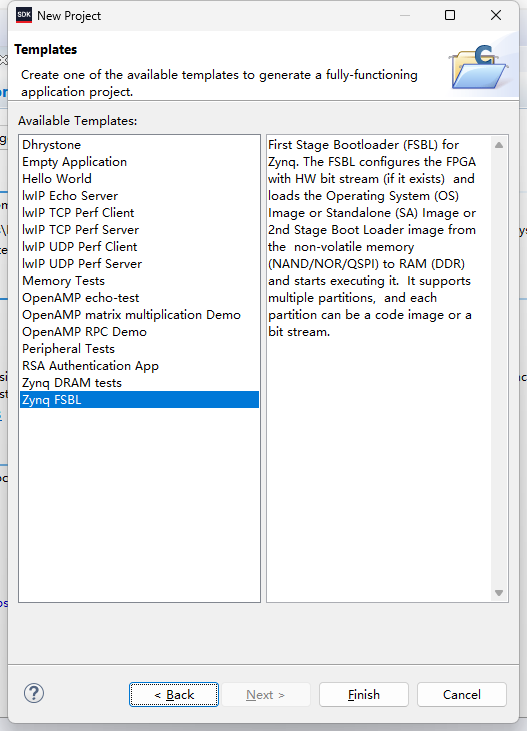 SDK New Project
Templates
Create one of the available templates to generate a fully-functioning
application project.
Available Templates:
Dhrystone
Empty Application
Hello World
lwIP Echo Server
lwIP TCP Perf Client
lwIP TCP Perf Server
lwIP UDP Perf Client
lwIP UDP Perf Server
Memory Tests
OpenAMP echo-test
OpenAMP matrix multiplication Demo
OpenAMP RPC Demo
Peripheral Tests
RSA Authentication App
Zynq DRAM tests
Zynq FSBL
First Stage Bootloader (FSBL) for
Zynq. The FSBL configures the FPGA
with HW bit stream (if it exists)  and
loads the Operating System (OS)
Image or Standalone (SA) Image or
2nd Stage Boot Loader image from
the  non-volatile memory
(NAND/NOR/QSPI) to RAM (DDR)
and starts executing it.  It supports
multiple partitions,  and each
partition can be a code image or a
bit stream.
? < Back Next > Finish Cancel